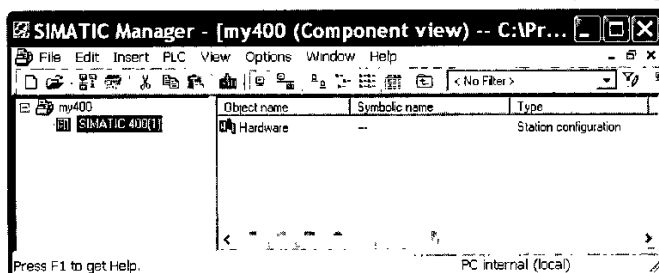 SIMATIC Manager - [my400 (Component view) -- C:\Pr...
File Edit Insert PLC View Options Window Help
< No Filter >
my400
SIMATIC 400(1)
Object name Symbolic name Type
Hardware --- Station configuration
Press F1 to get Help. PC internal (local)